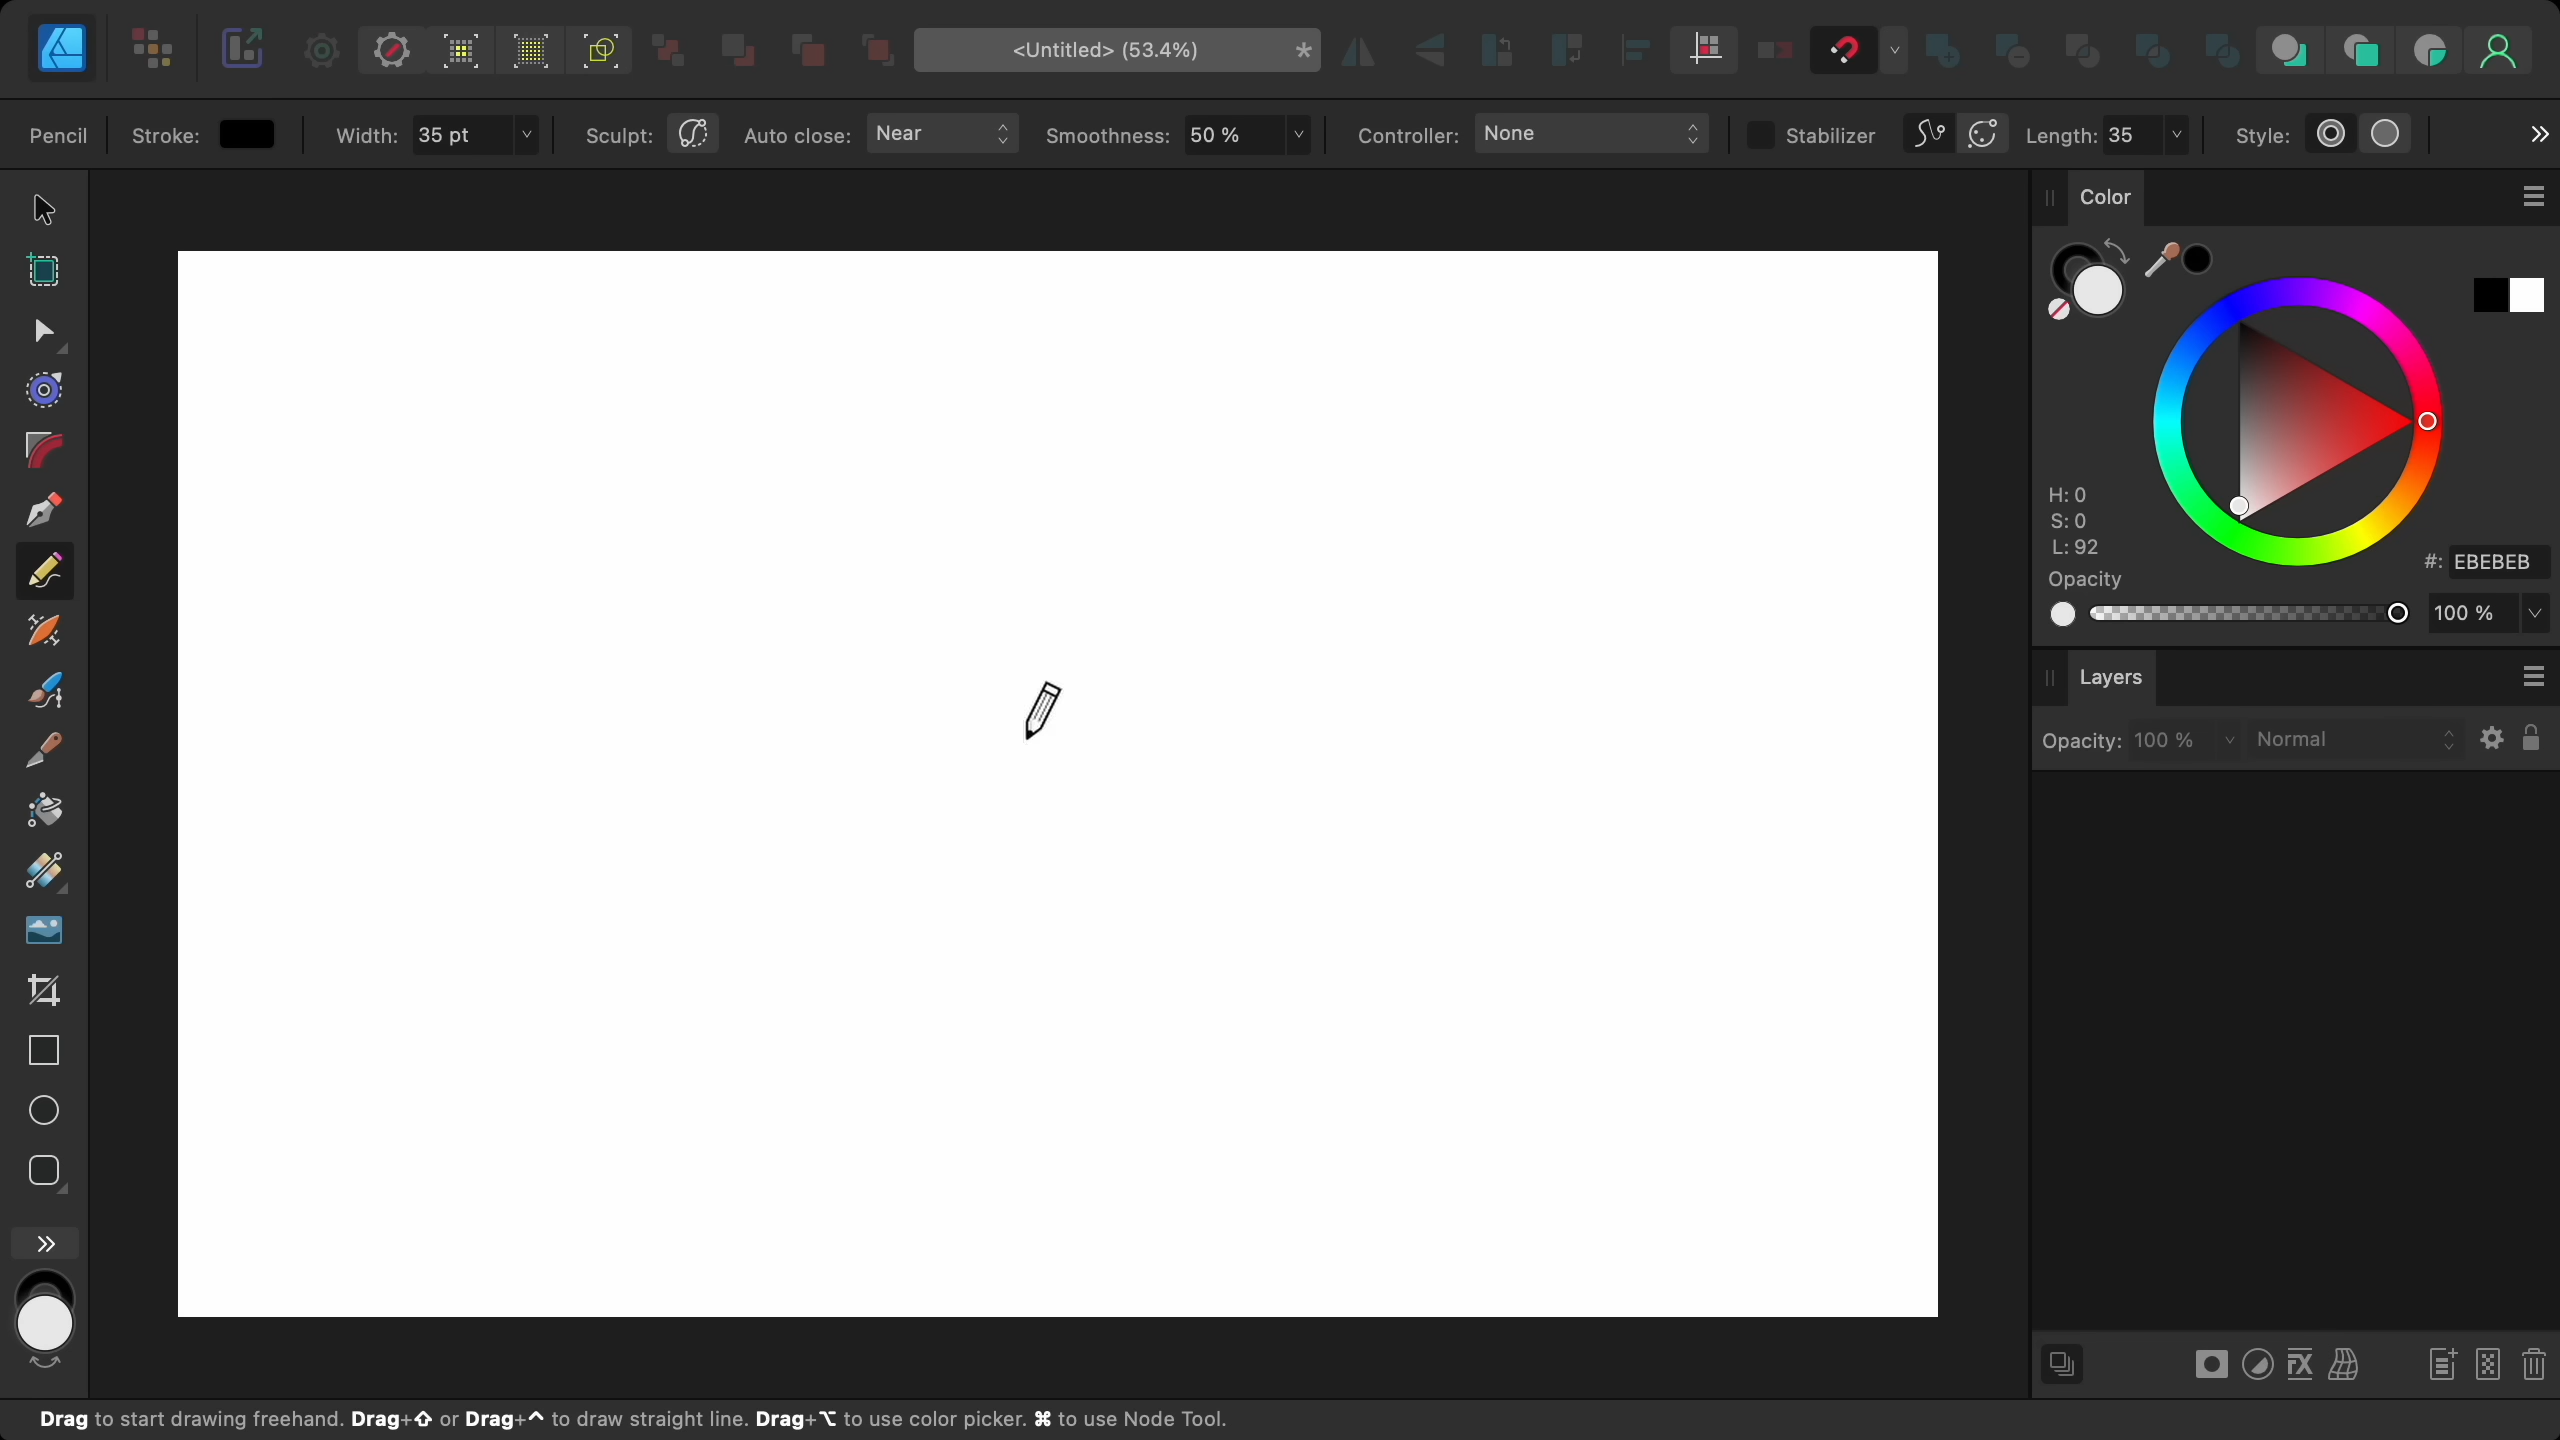 <Untitled> (53.4%) *
Pencil Stroke: Width: 35 pt Sculpt: Auto close: Near Smoothness: 50 % Controller: None Stabilizer Length: 35 Style:
Color
H: 0
S: 0
L: 92
#: EBEBEB
Opacity
100 %
Layers
Opacity: 100 % Normal
FX
Drag to start drawing freehand. Drag+⇧ or Drag+^ to draw straight line. Drag+⌥ to use color picker. ⌘ to use Node Tool.